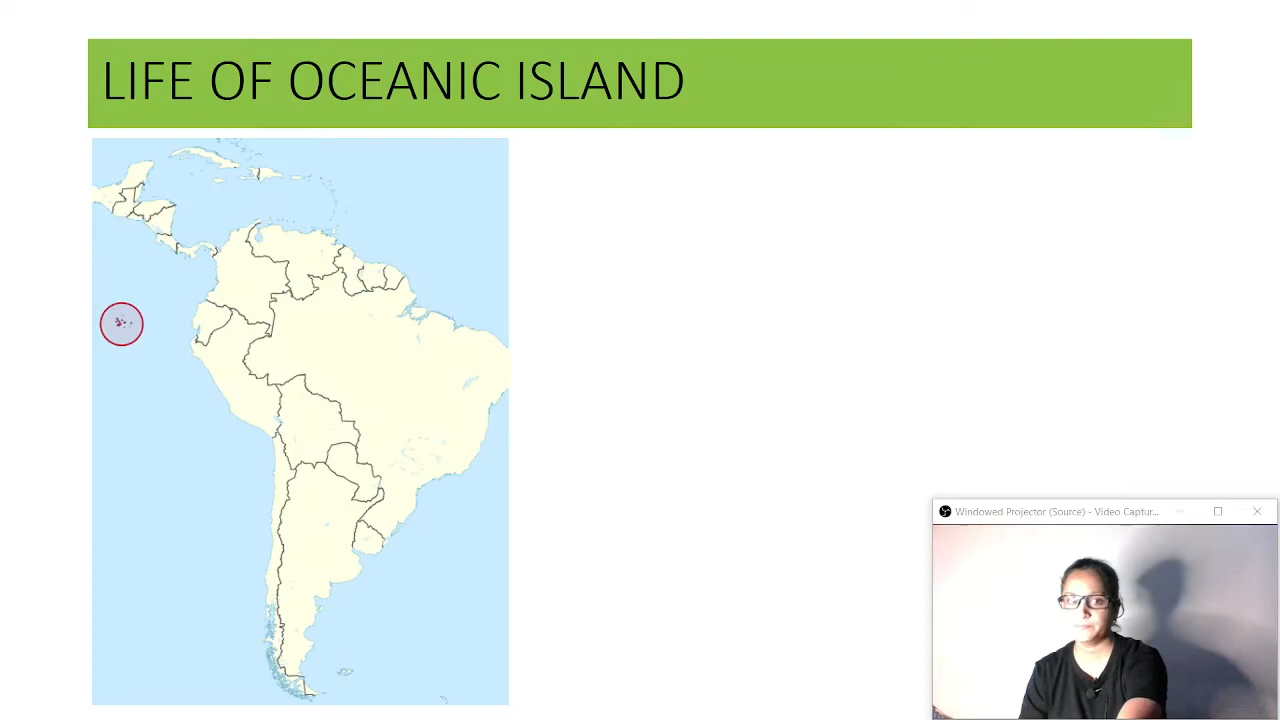 LIFE OF OCEANIC ISLAND
Windowed Projector (Source) - Video Captur...